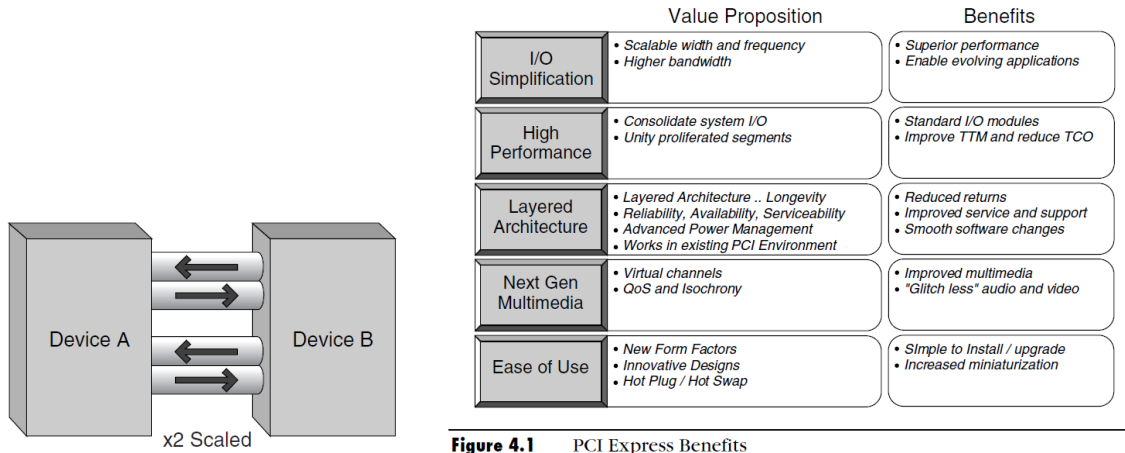 Device A
Device B
x2 Scaled
Value Proposition
Benefits
I/O
Simplification
• Scalable width and frequency
• Higher bandwidth
• Superior performance
• Enable evolving applications
High
Performance
• Consolidate system I/O
• Unity proliferated segments
• Standard I/O modules
• Improve TTM and reduce TCO
Layered
Architecture
• Layered Architecture .. Longevity
• Reliability, Availability, Serviceability
• Advanced Power Management
• Works in existing PCI Environment
• Reduced returns
• Improved service and support
• Smooth software changes
Next Gen
Multimedia
• Virtual channels
• QoS and Isochrony
• Improved multimedia
• "Glitch less" audio and video
Ease of Use
• New Form Factors
• Innovative Designs
• Hot Plug / Hot Swap
• SImple to Install / upgrade
• Increased miniaturization
Figure 4.1 PCI Express Benefits